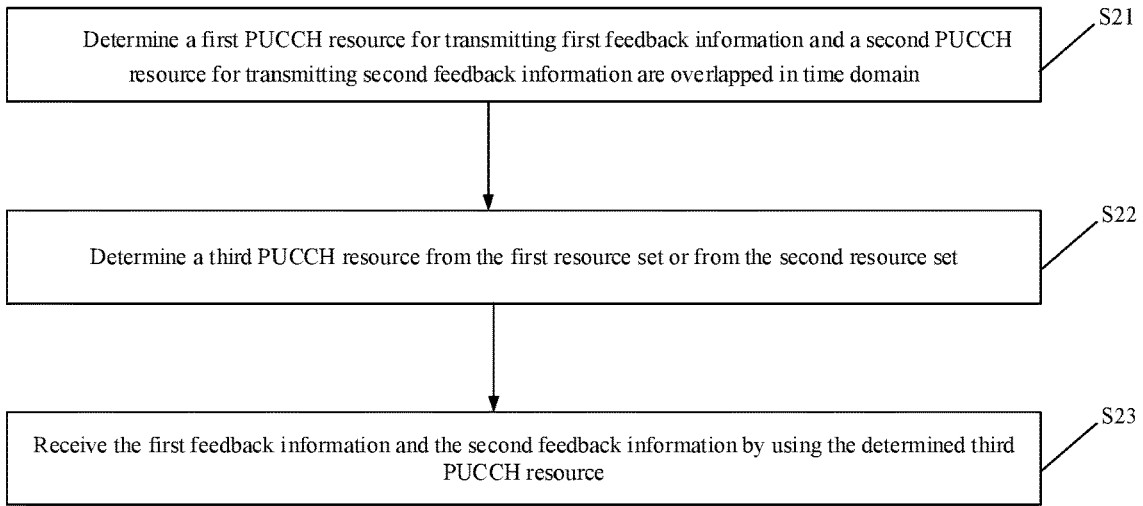 S21
Determine a first PUCCH resource for transmitting first feedback information and a second PUCCH
resource for transmitting second feedback information are overlapped in time domain
S22
Determine a third PUCCH resource from the first resource set or from the second resource set
S23
Receive the first feedback information and the second feedback information by using the determined third
PUCCH resource